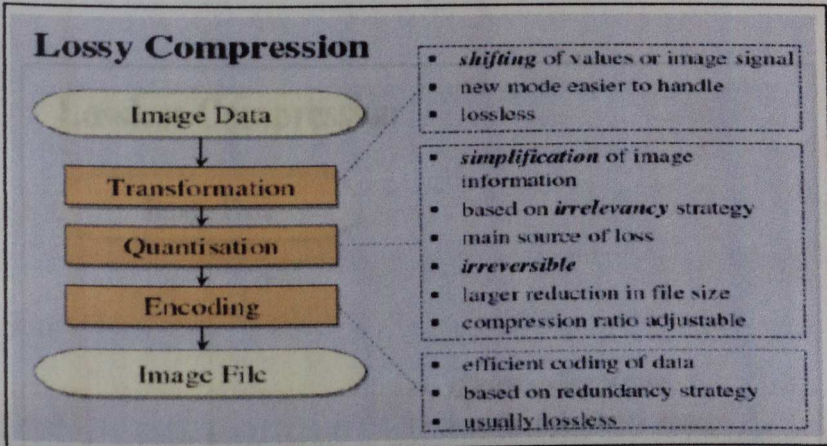 Lossy Compression
Image Data
Transformation
Quantisation
Encoding
Image File
▪ shifting of values or image signal
▪ new mode easier to handle
▪ lossless
▪ simplification of image
information
▪ based on irrelevancy strategy
▪ main source of loss
▪ irreversible
▪ larger reduction in file size
▪ compression ratio adjustable
▪ efficient coding of data
▪ based on redundancy strategy
▪ usually lossless